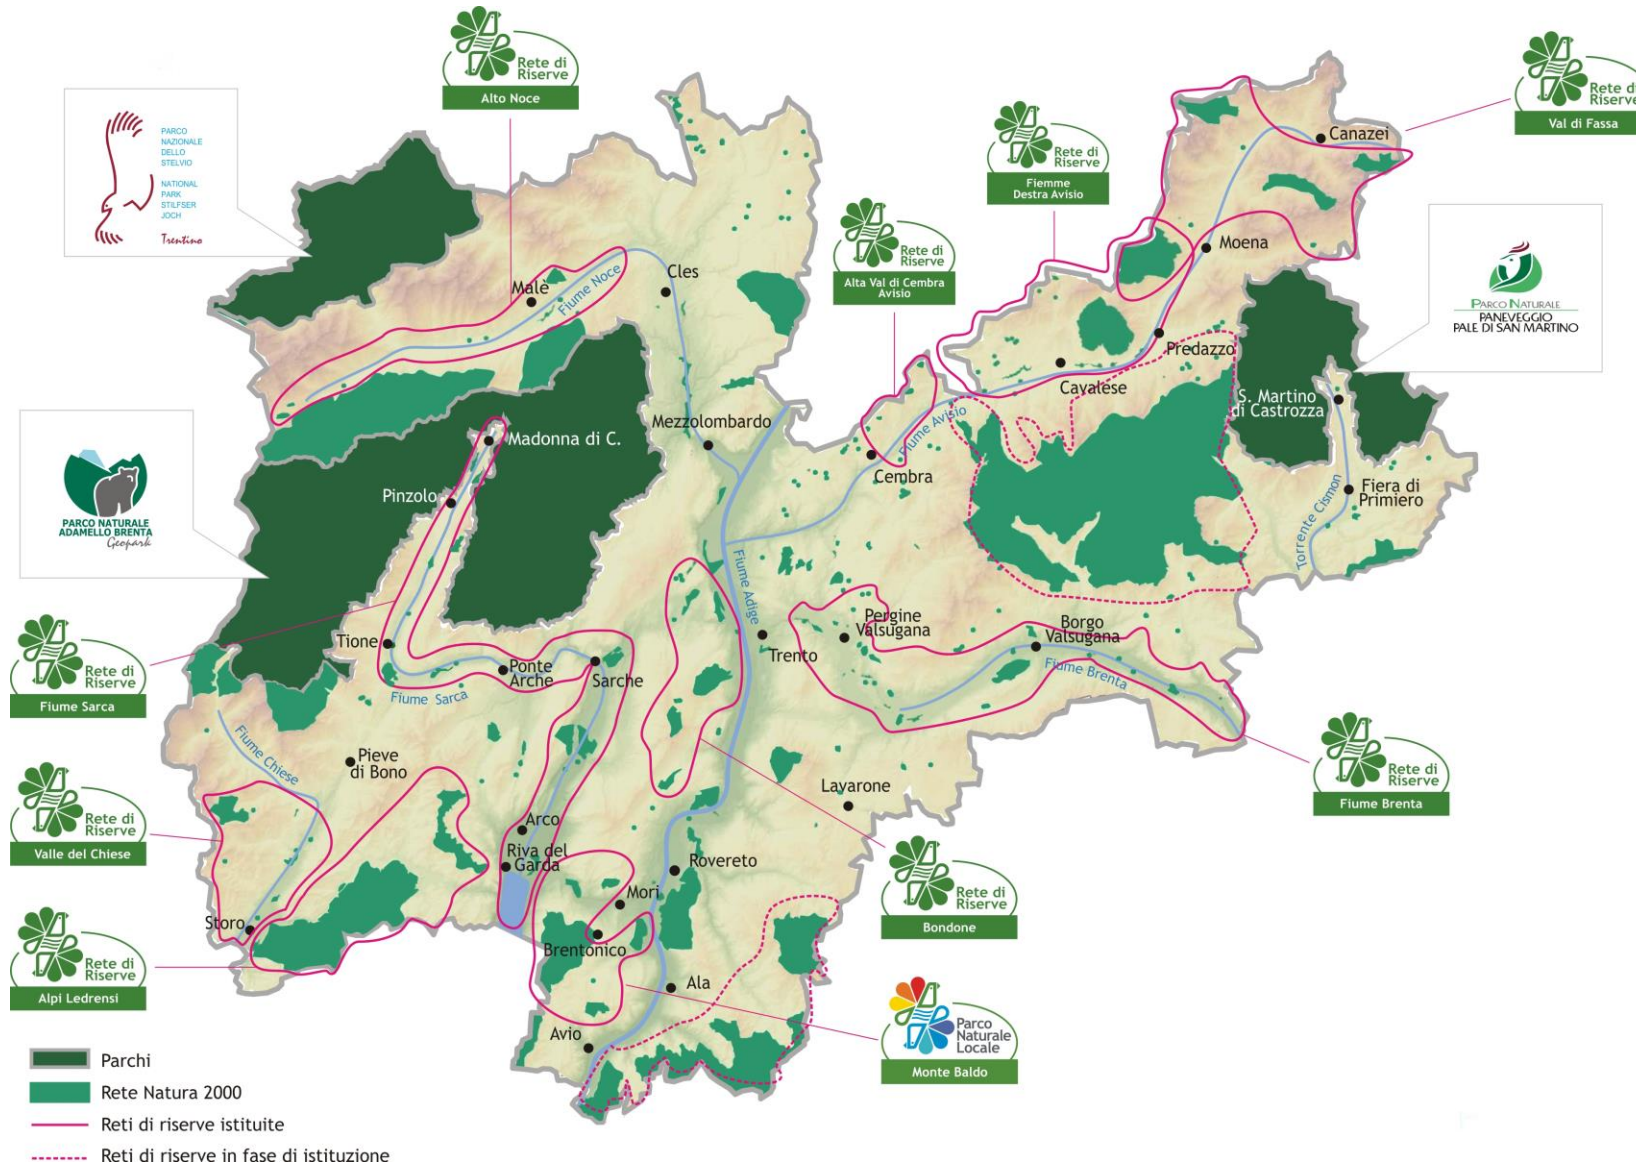 Rete di
Riserve
Alto Noce
PARCO
NAZIONALE
DELLO
STELVIO
NATIONAL
PARK
STILFSER
JOCH
Trentino
Rete di
Riserve
Val di Fassa
Rete di
Riserve
Fiemme
Destra Avisio
Rete di
Riserve
Alta Val di Cembra
Avisio
PARCO NATURALE
PANEVEGGIO
PALE DI SAN MARTINO
PARCO NATURALE
ADAMELLO BRENTA
Geopark
Canazei
Moena
Predazzo
Cavalese
Malè
Fiume Noce
Cles
S. Martino
di Castrozza
Mezzolombardo
Fiume Avisio
Cembra
Madonna di C.
Pinzolo
Fiera di
Primiero
Torrente Cismon
Fiume Adige
Pergine
Valsugana
Borgo
Valsugana
Trento
Fiume Brenta
Tione
Ponte
Arche
Sarche
Fiume Sarca
Rete di
Riserve
Fiume Sarca
Fiume Chiese
Pieve
di Bono
Lavarone
Rete di
Riserve
Fiume Brenta
Rete di
Riserve
Valle del Chiese
Arco
Riva del
Garda
Rovereto
Mori
Rete di
Riserve
Bondone
Storo
Brentonico
Rete di
Riserve
Alpi Ledrensi
Ala
Avio
Parco
Naturale
Locale
Monte Baldo
Parchi
Rete Natura 2000
Reti di riserve istituite
Reti di riserve in fase di istituzione